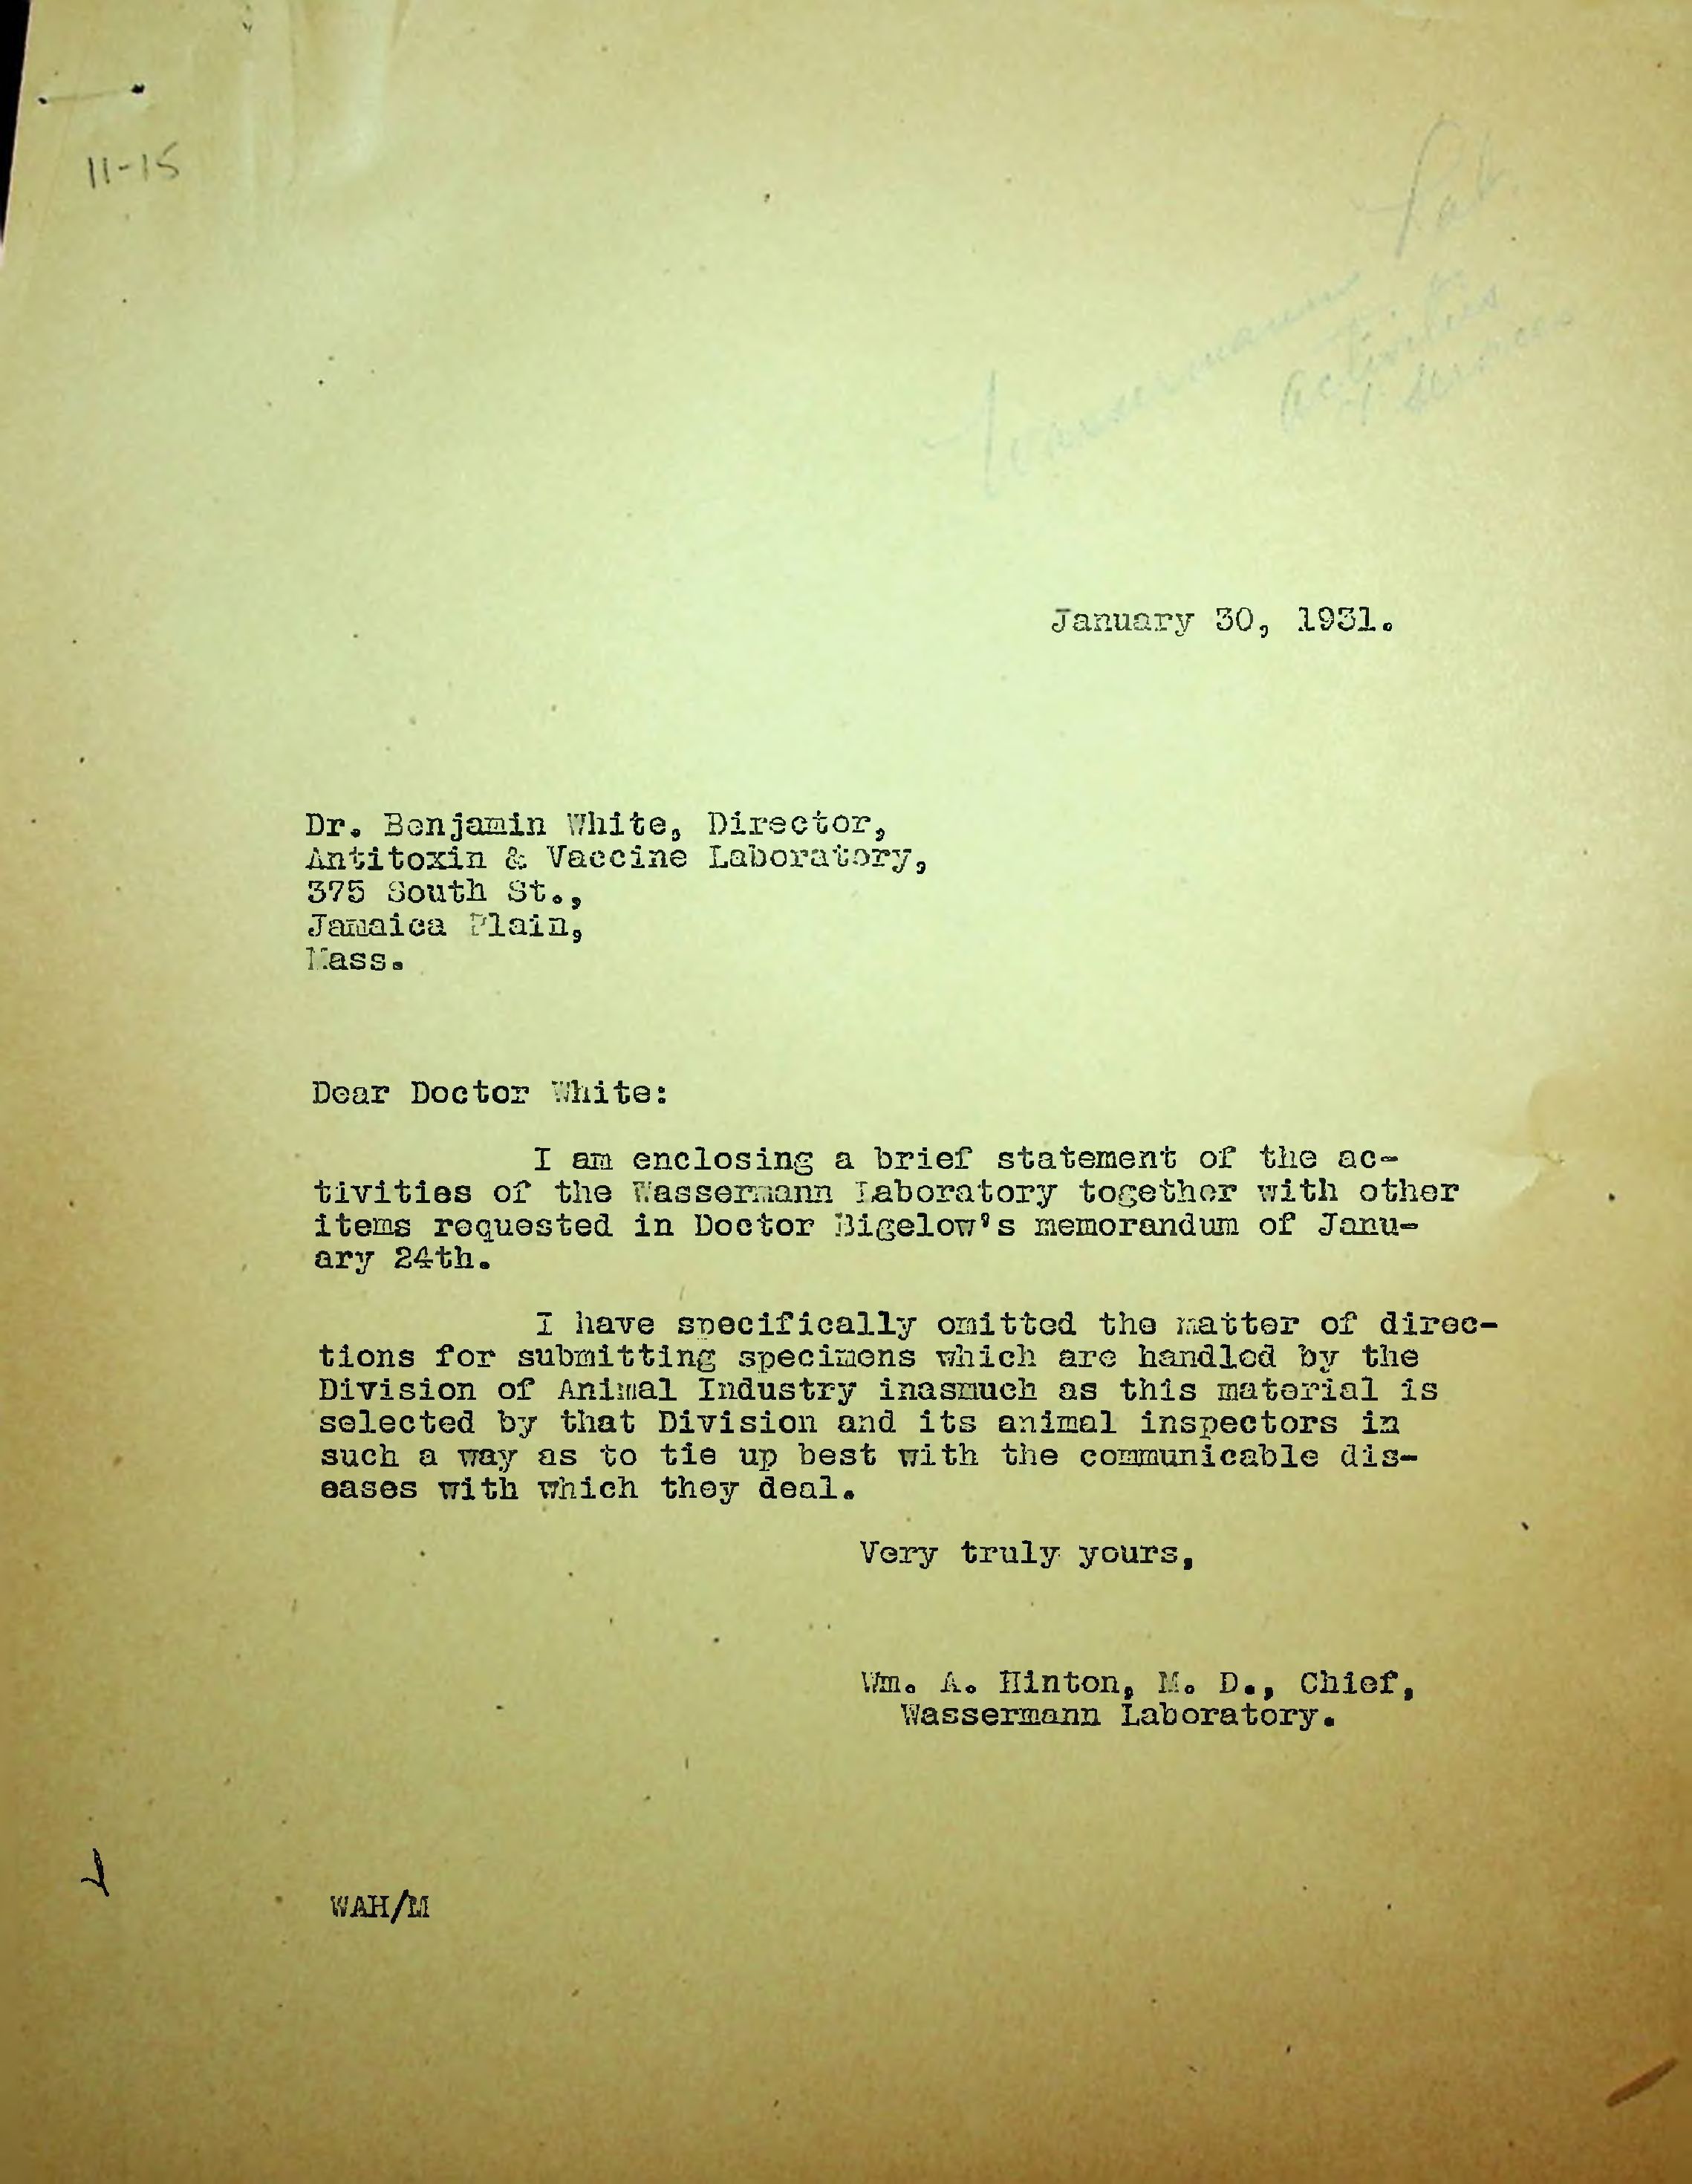 11-15
Wassermann
Activities
January 30, 1931.
Dr. Benjamin White, Director,
Antitoxin & Vaccine Laboratory,
375 South St.,
Jamaica Plain,
Mass.
Dear Doctor White:
I am enclosing a brief statement of the ac-
tivities of the Wassermann Laboratory together with other
items requested in Doctor Bigelow's memorandum of Janu-
ary 24th.
I have specifically omitted the matter of direc-
tions for submitting specimens which are handled by the
Division of Animal Industry inasmuch as this material is
selected by that Division and its animal inspectors in
such a way as to tie up best with the communicable dis-
eases with which they deal.
Very truly yours,
Wm. A. Hinton, M. D., Chief,
Wassermann Laboratory.
WAH/M